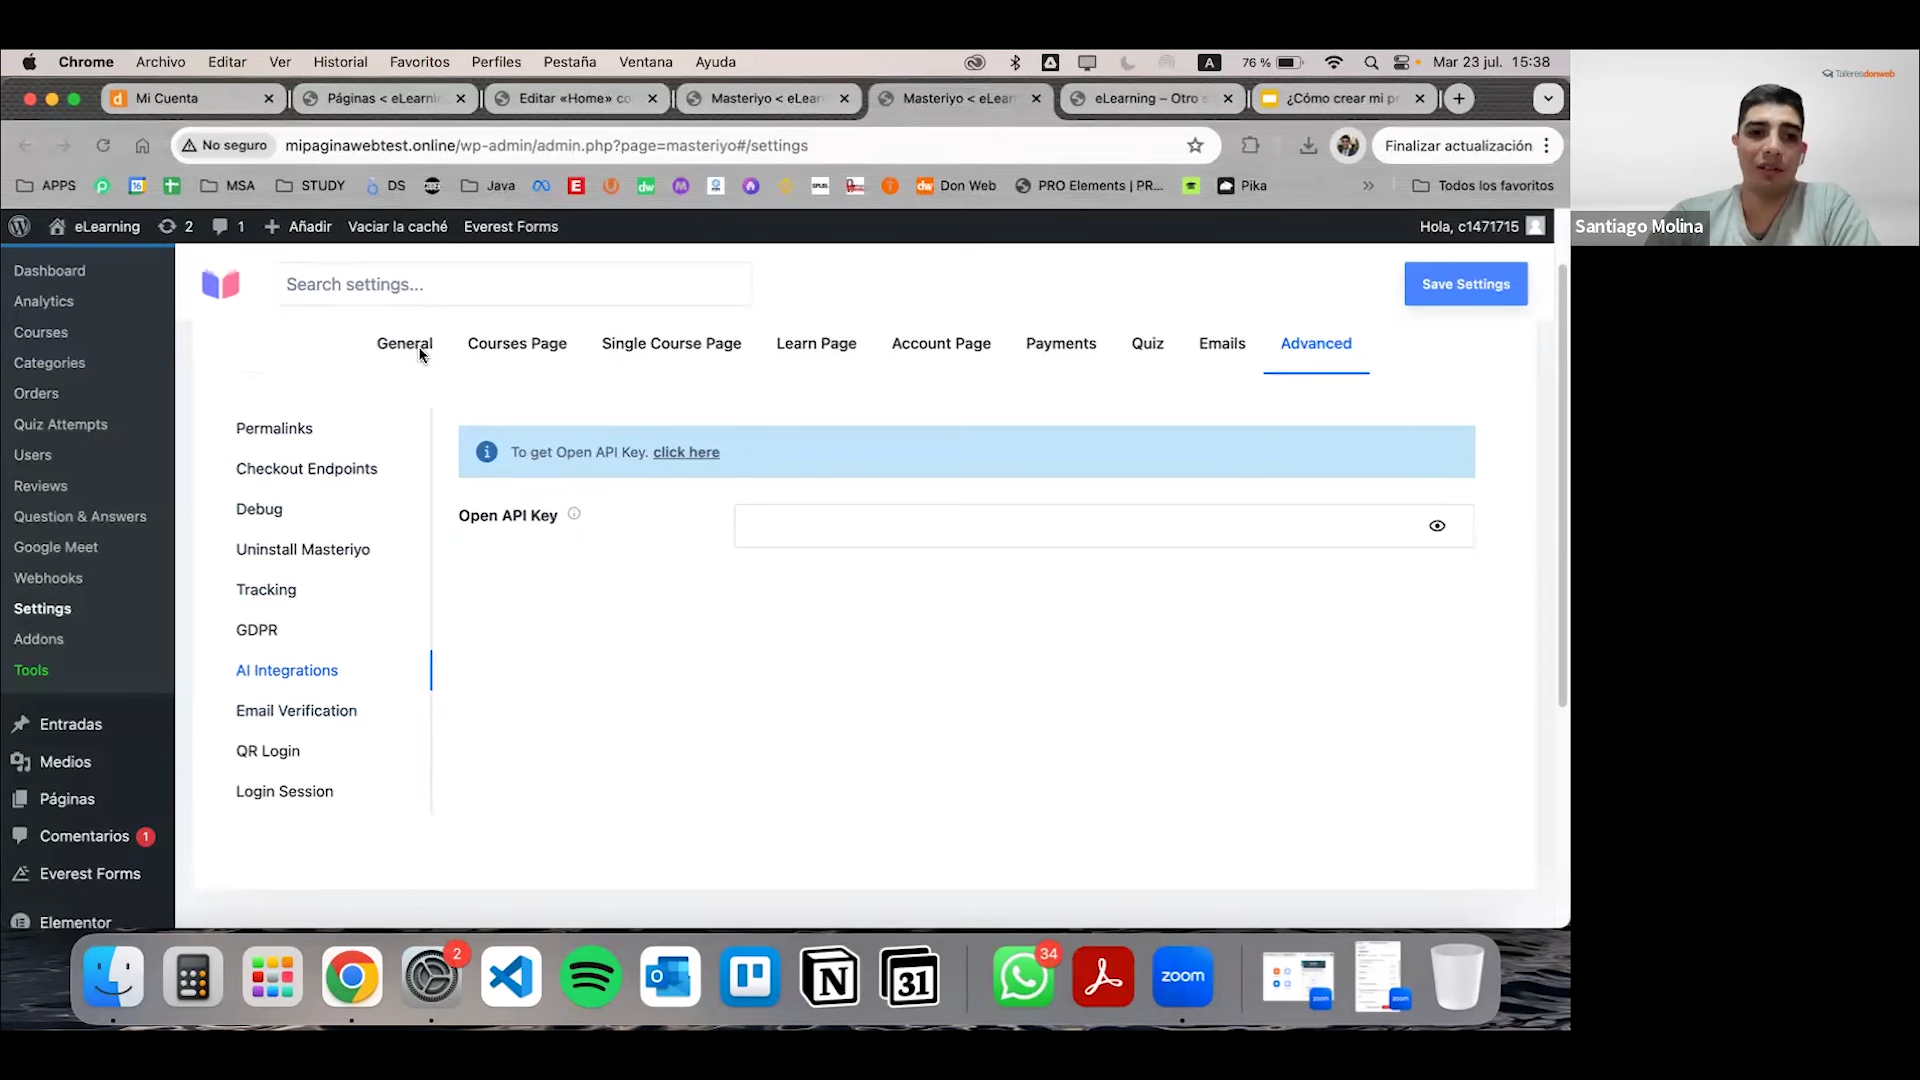 Chrome Archivo Editar Ver Historial Favoritos Perfiles Pestaña Ventana Ayuda A 76 % Mar 23 jul. 15:38
Mi Cuenta Páginas < eLearni Editar «Home» co Masteriyo < eLear Masteriyo < eLear eLearning – Otro s ¿Cómo crear mi p
No seguro mipaginawebtest.online/wp-admin/admin.php?page=masteriyo#/settings Finalizar actualización
APPS 16 MSA STUDY DS Java E dw Don Web PRO Elements | PR... Pika » Todos los favoritos
eLearning 2 1 Añadir Vaciar la caché Everest Forms Hola, c1471715
Talleresdonweb
Santiago Molina
Search settings... Save Settings
General Courses Page Single Course Page Learn Page Account Page Payments Quiz Emails Advanced
Dashboard
Analytics
Courses
Categories
Orders
Quiz Attempts
Users
Reviews
Question & Answers
Google Meet
Webhooks
Settings
Addons
Tools
Entradas
Medios
Páginas
Comentarios 1
Everest Forms
Elementor
Permalinks
Checkout Endpoints
Debug
Uninstall Masteriyo
Tracking
GDPR
AI Integrations
Email Verification
QR Login
Login Session
To get Open API Key. click here
Open API Key
2 31 34 zoom